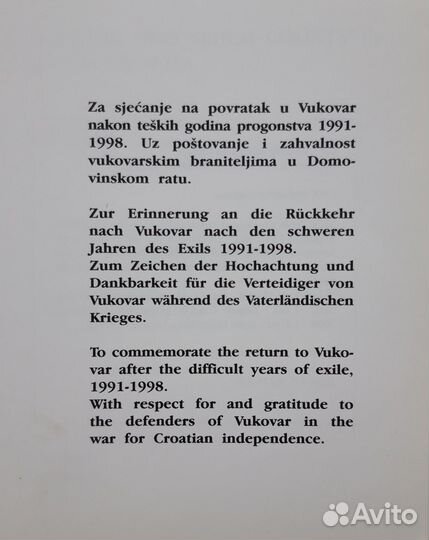 Za sjećanje na povratak u Vukovar
nakon teških godina progonstva 1991-
1998. Uz poštovanje i zahvalnost
vukovarskim braniteljima u Domo-
vinskom ratu.
Zur Erinnerung an die Rückkehr
nach Vukovar nach den schweren
Jahren des Exils 1991-1998.
Zum Zeichen der Hochachtung und
Dankbarkeit für die Verteidiger von
Vukovar während des Vaterländischen
Krieges.
To commemorate the return to Vuko-
var after the difficult years of exile,
1991-1998.
With respect for and gratitude to
the defenders of Vukovar in the
war for Croatian independence.
Avito